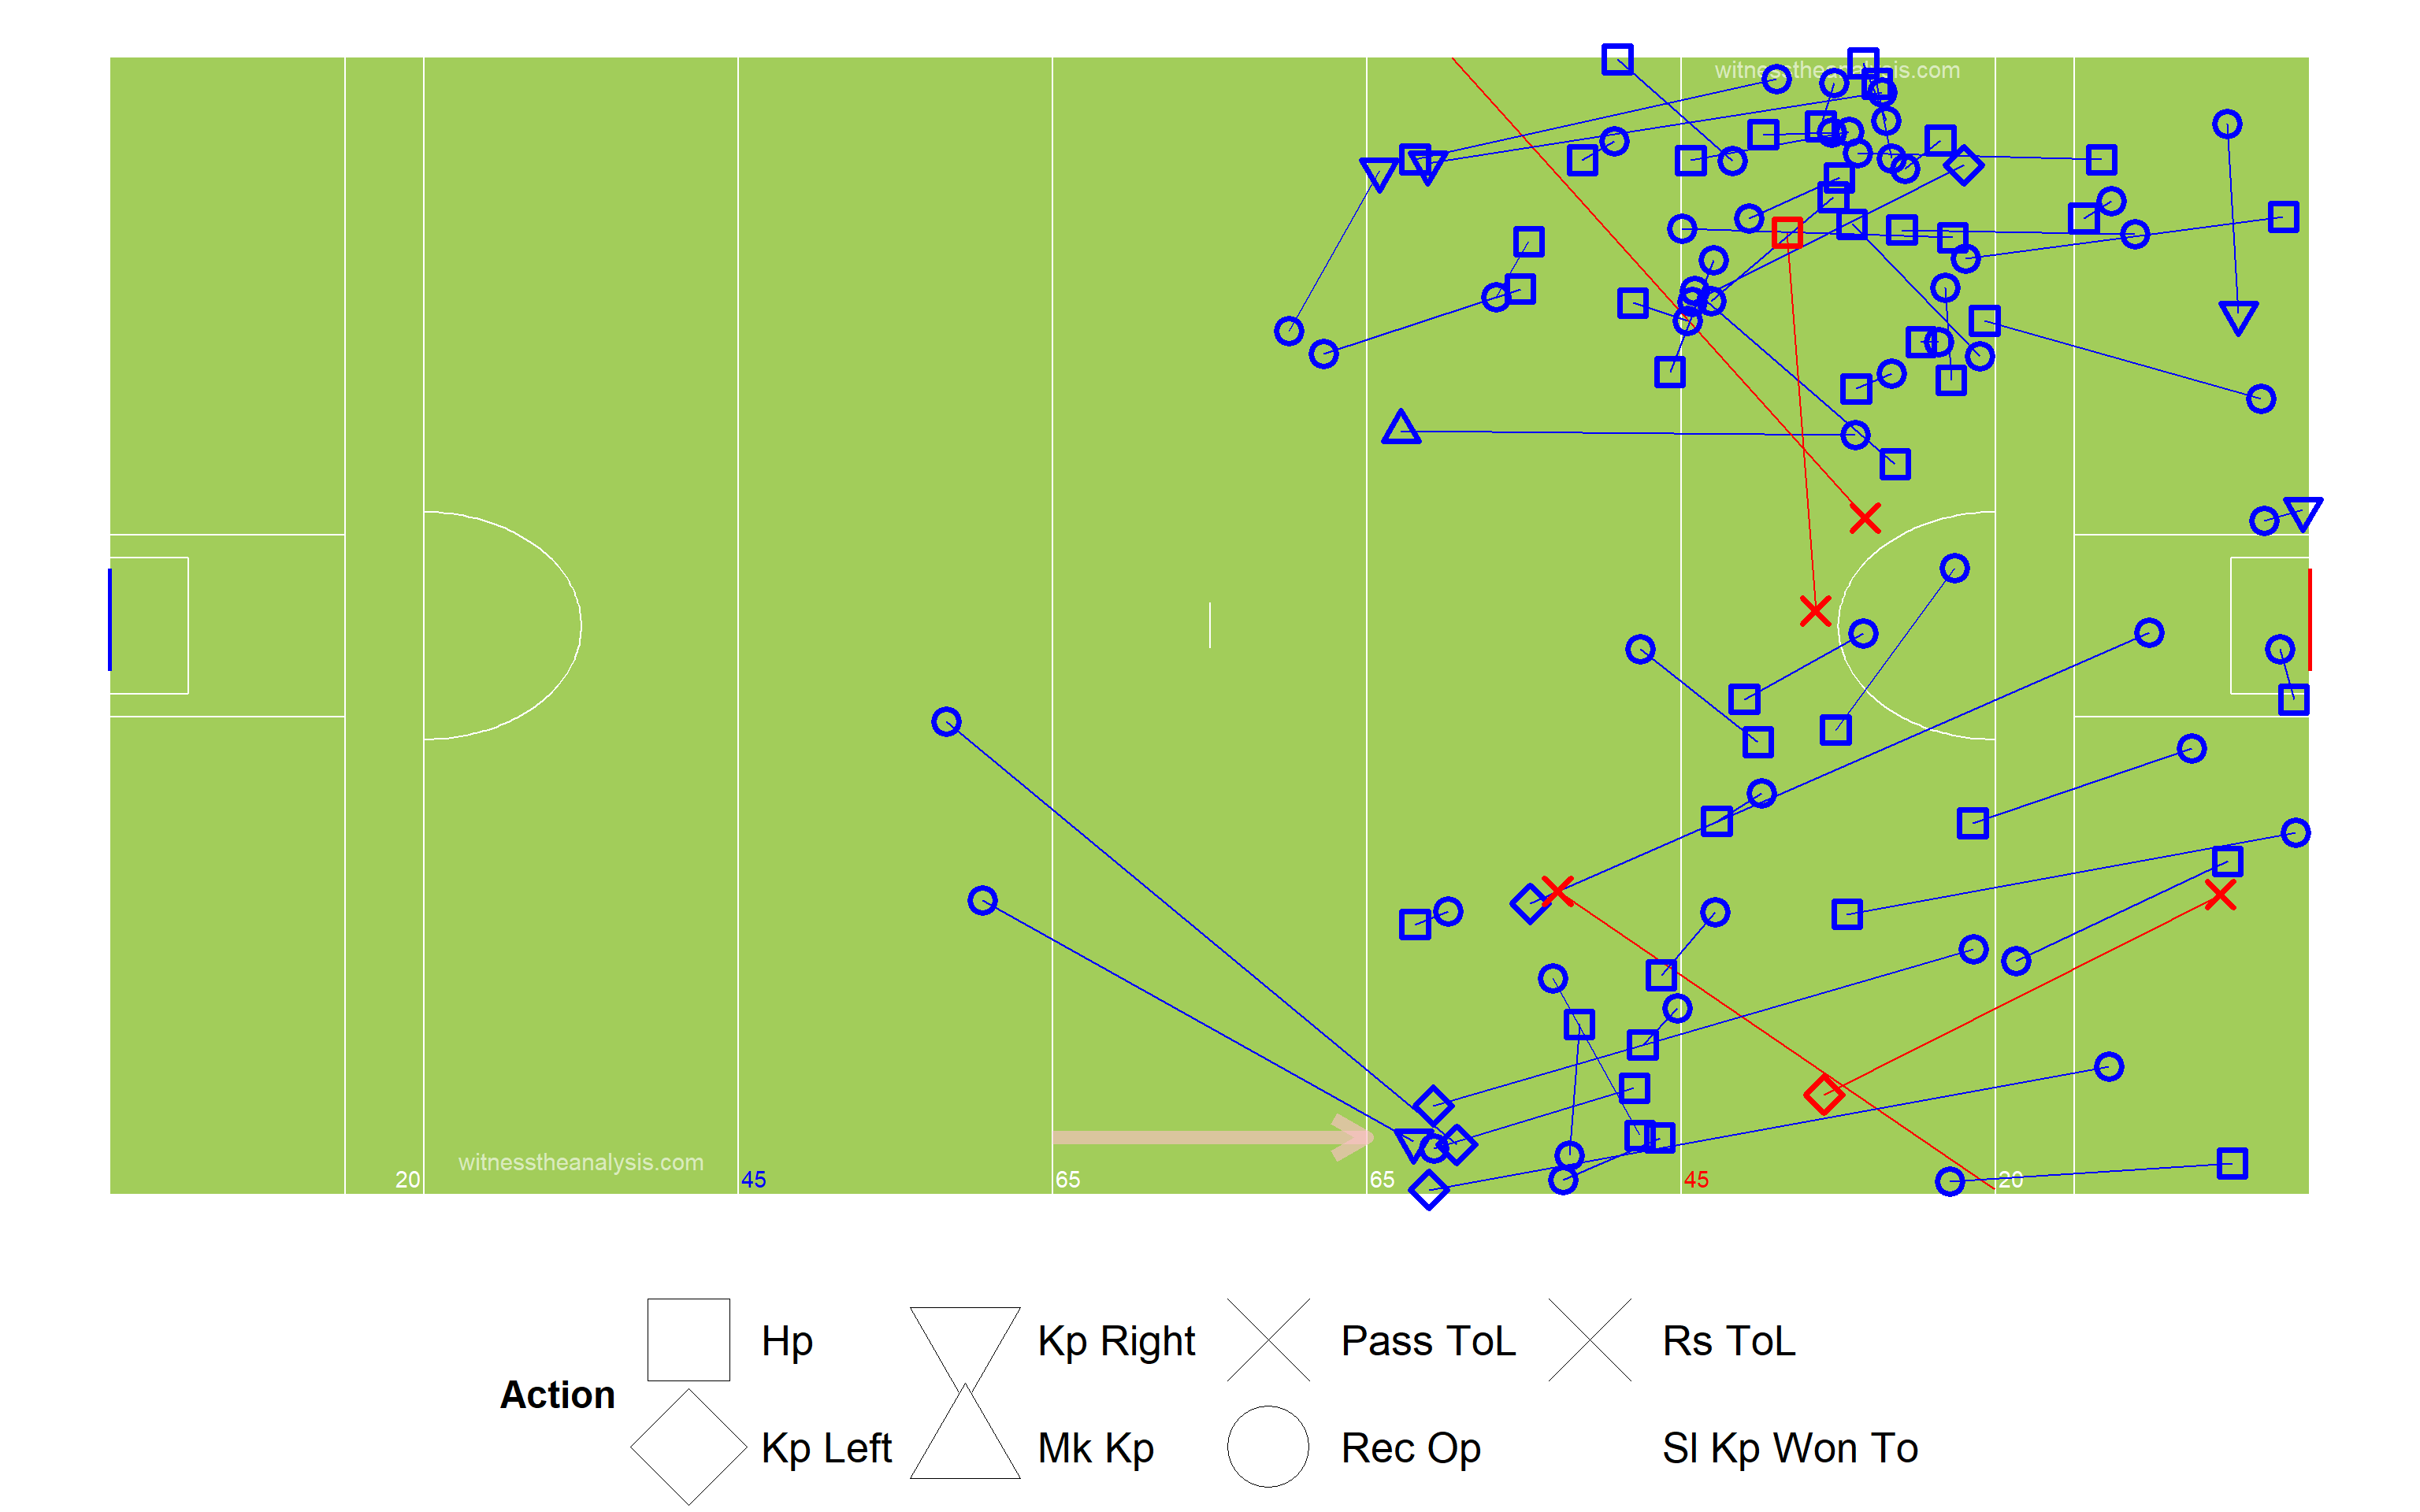 witnesstheanalysis.com
witnesstheanalysis.com
20 45 65 65 45 20
Hp Kp Right Pass ToL Rs ToL
Action
Kp Left Mk Kp Rec Op Sl Kp Won To